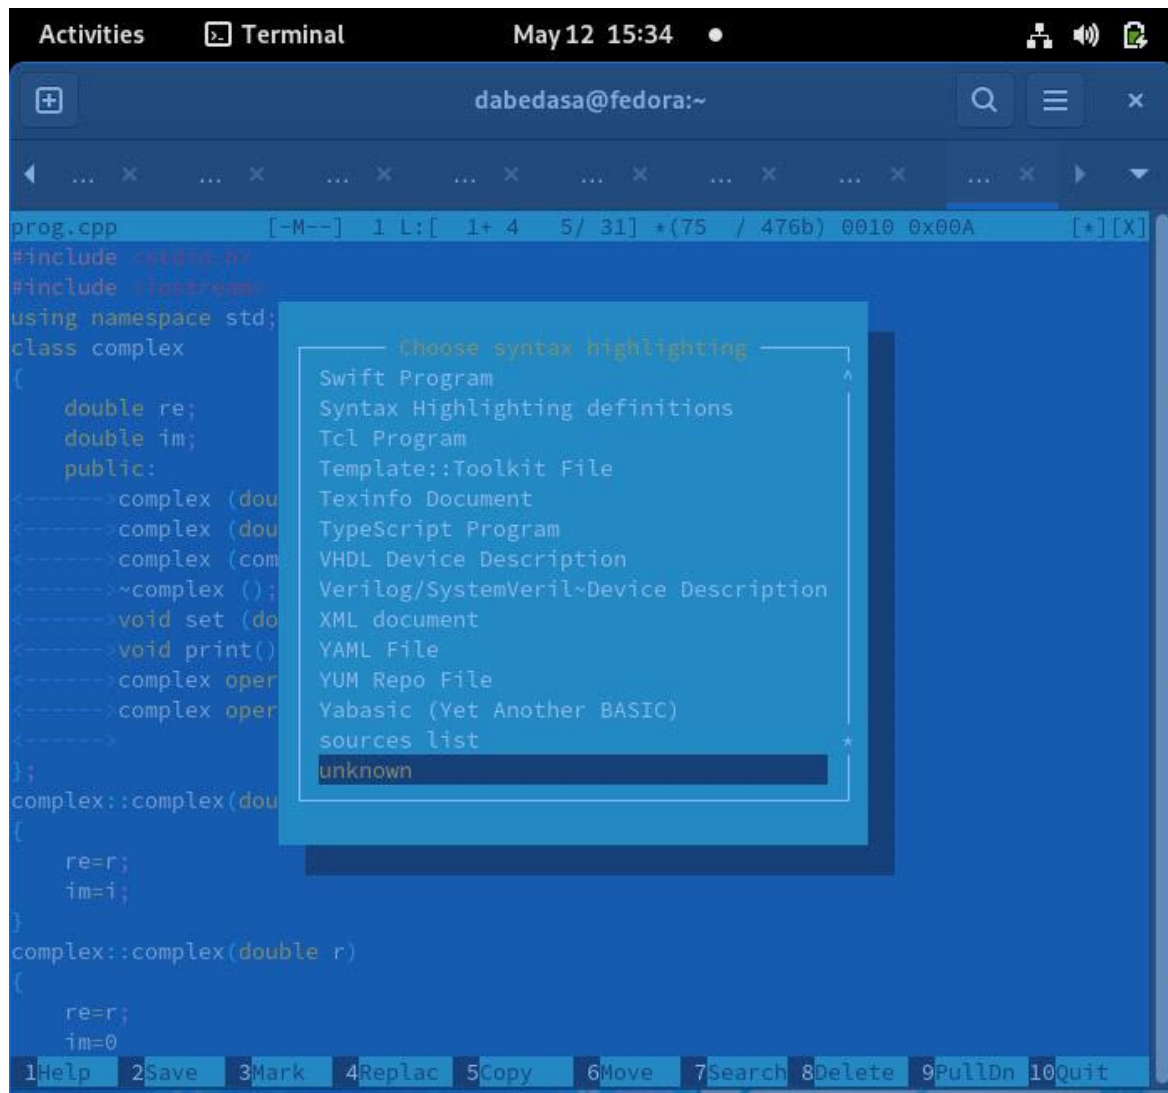 Activities Terminal May 12 15:34
dabedasa@fedora:~
... × ... × ... × ... × ... × ... × ... × ... ×
prog.cpp [-M--] 1 L:[ 1+ 4 5/ 31] *(75 / 476b) 0010 0x00A [*][X]
#include <stdio.h>
#include <iostream>
using namespace std;
class complex
{
double re;
double im;
public:
<------>complex (dou
<------>complex (dou
<------>complex (com
<------>~complex ();
<------>void set (do
<------>void print()
<------>complex oper
<------>complex oper
<------>
};
complex::complex(dou
{
re=r;
im=i;
}
complex::complex(double r)
{
re=r;
im=0
Choose syntax highlighting
Swift Program
Syntax Highlighting definitions
Tcl Program
Template::Toolkit File
Texinfo Document
TypeScript Program
VHDL Device Description
Verilog/SystemVeril~Device Description
XML document
YAML File
YUM Repo File
Yabasic (Yet Another BASIC)
sources list
unknown
1Help 2Save 3Mark 4Replac 5Copy 6Move 7Search 8Delete 9PullDn 10Quit